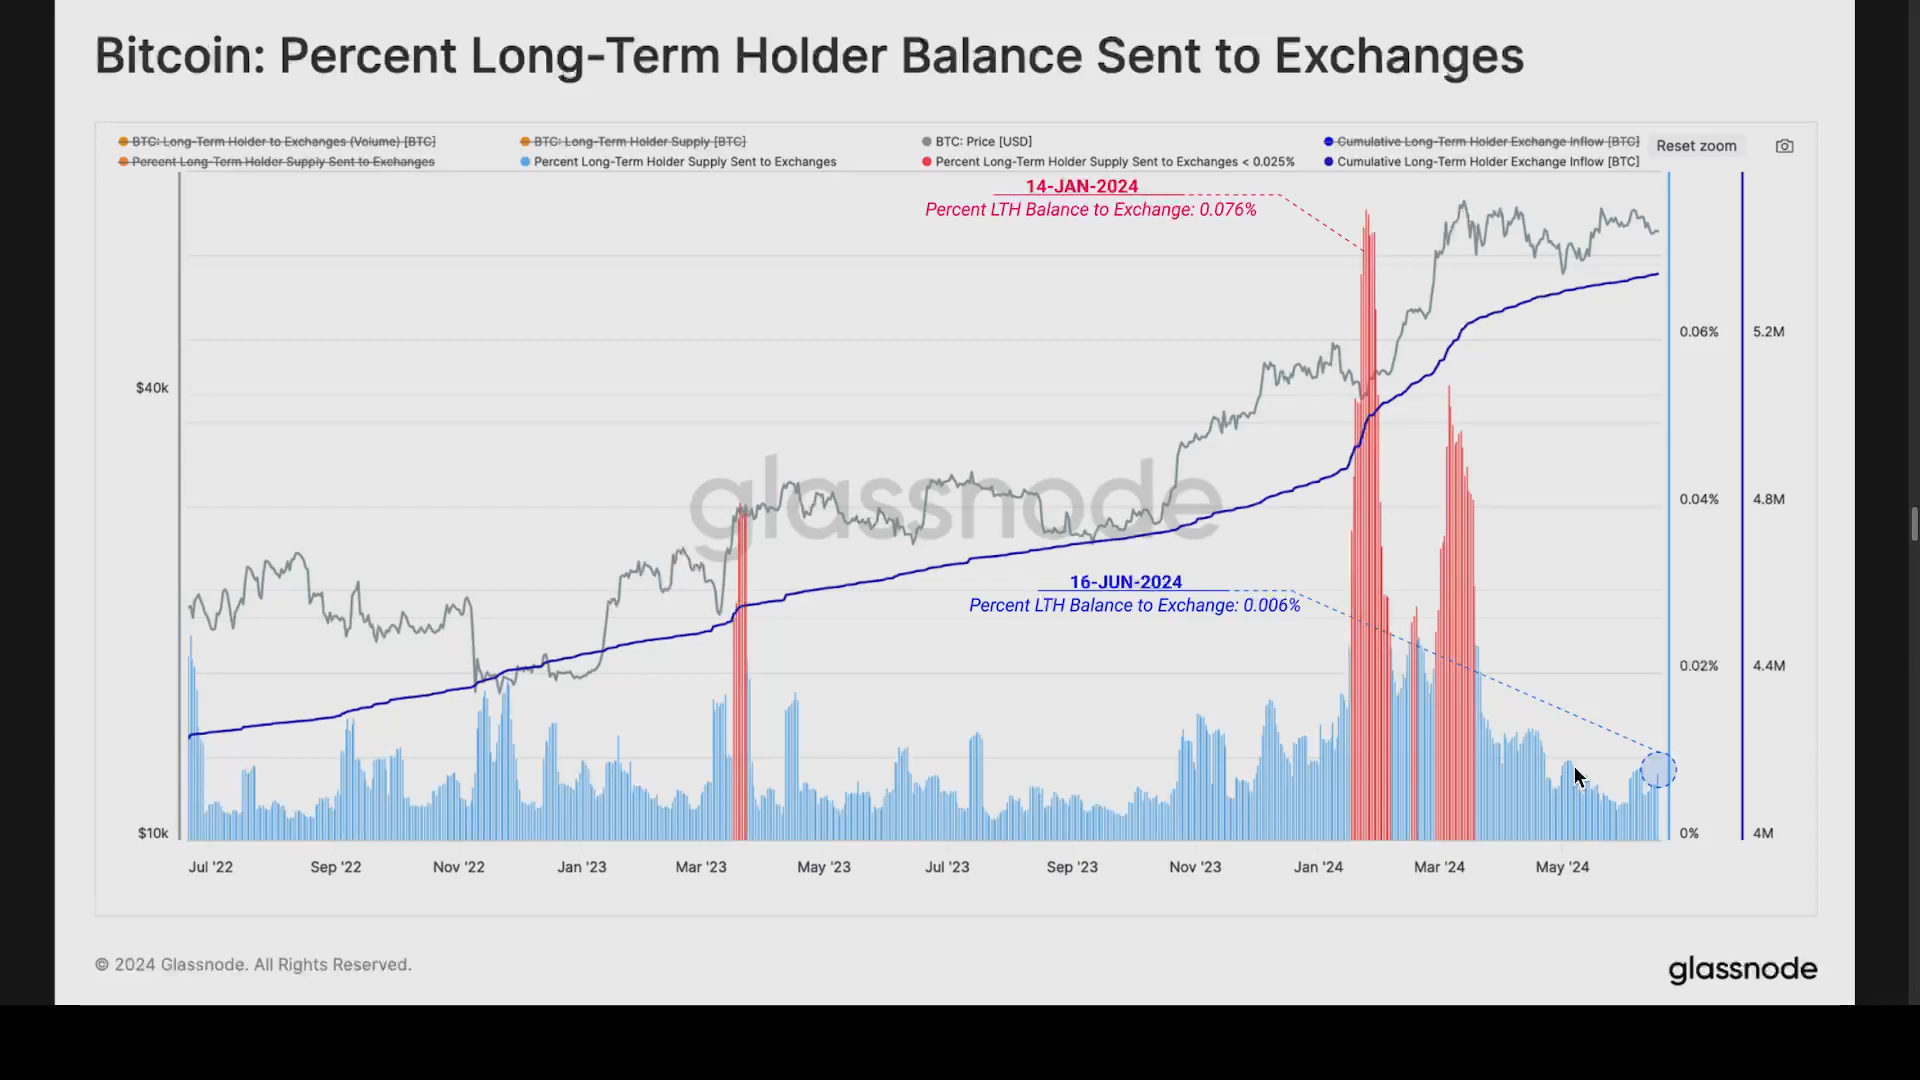 Bitcoin: Percent Long-Term Holder Balance Sent to Exchanges
BTC: Long-Term Holder to Exchanges (Volume) [BTC]
BTC: Long-Term Holder Supply [BTC]
BTC: Price [USD]
Cumulative Long-Term Holder Exchange Inflow [BTC]
Reset zoom
Percent Long-Term Holder Supply Sent to Exchanges
Percent Long-Term Holder Supply Sent to Exchanges
Percent Long-Term Holder Supply Sent to Exchanges < 0.025%
Cumulative Long-Term Holder Exchange Inflow [BTC]
14-JAN-2024
Percent LTH Balance to Exchange: 0.076%
0.06%
5.2M
$40k
glassnode
0.04%
4.8M
16-JUN-2024
Percent LTH Balance to Exchange: 0.006%
0.02%
4.4M
$10k
0%
4M
Jul '22
Sep '22
Nov '22
Jan '23
Mar '23
May '23
Jul '23
Sep '23
Nov '23
Jan '24
Mar '24
May '24
© 2024 Glassnode. All Rights Reserved.
glassnode